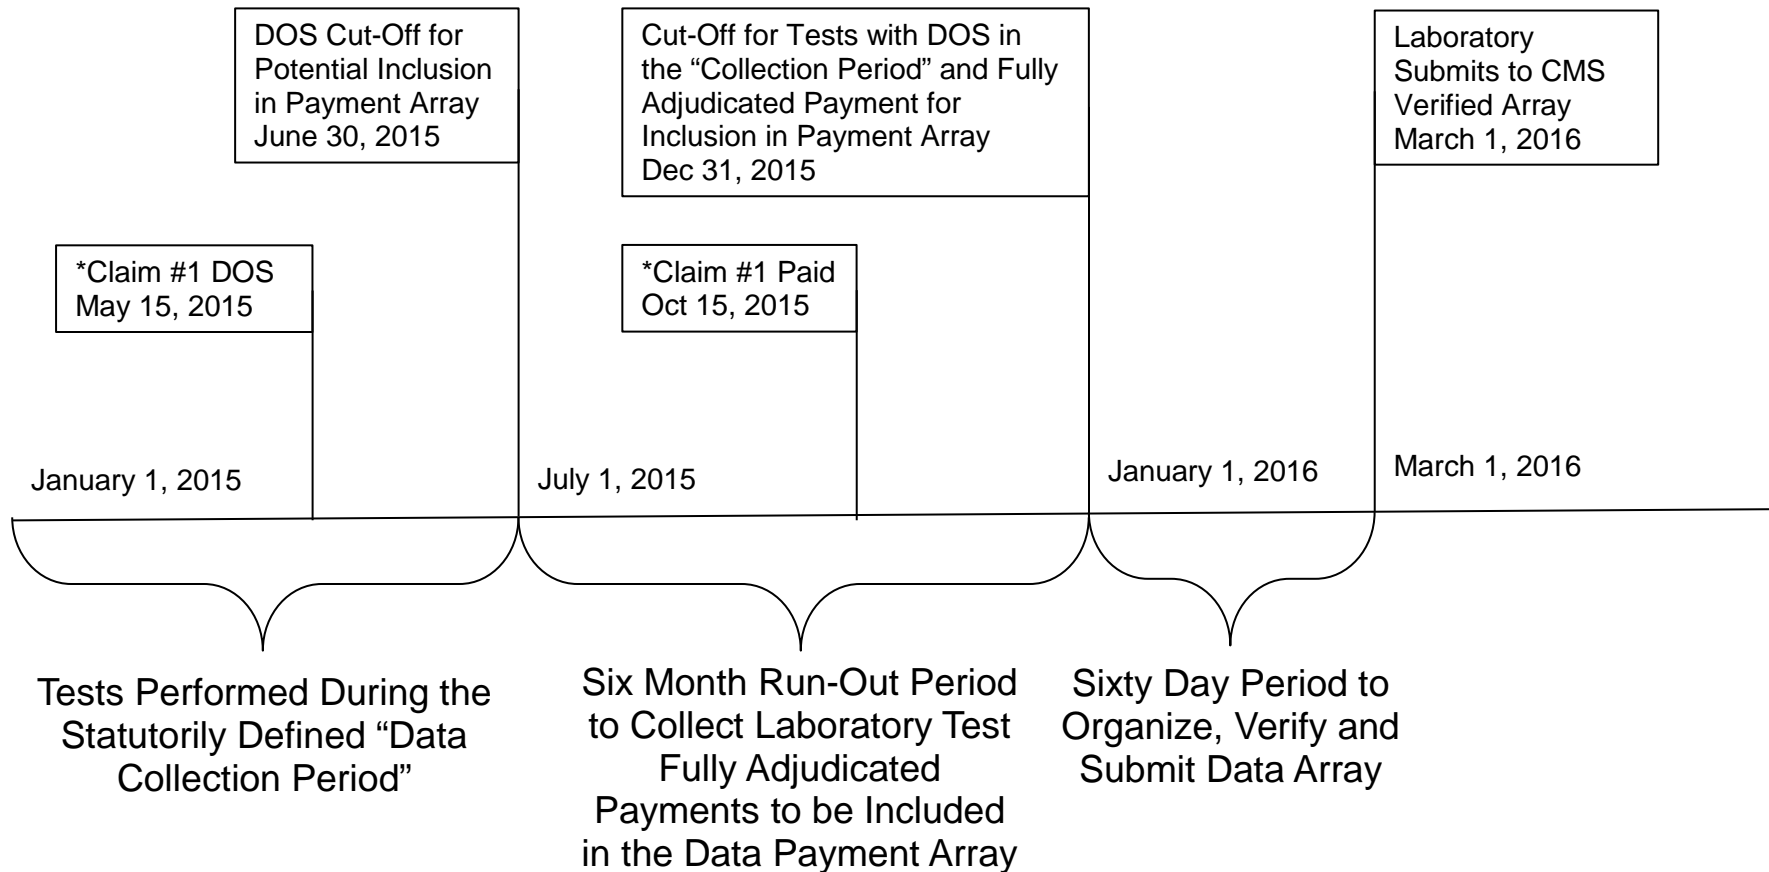 DOS Cut-Off for
Potential Inclusion
in Payment Array
June 30, 2015
Cut-Off for Tests with DOS in
the “Collection Period” and Fully
Adjudicated Payment for
Inclusion in Payment Array
Dec 31, 2015
Laboratory
Submits to CMS
Verified Array
March 1, 2016
*Claim #1 DOS
May 15, 2015
*Claim #1 Paid
Oct 15, 2015
January 1, 2015
July 1, 2015
January 1, 2016
March 1, 2016
Tests Performed During the
Statutorily Defined “Data
Collection Period”
Six Month Run-Out Period
to Collect Laboratory Test
Fully Adjudicated
Payments to be Included
in the Data Payment Array
Sixty Day Period to
Organize, Verify and
Submit Data Array